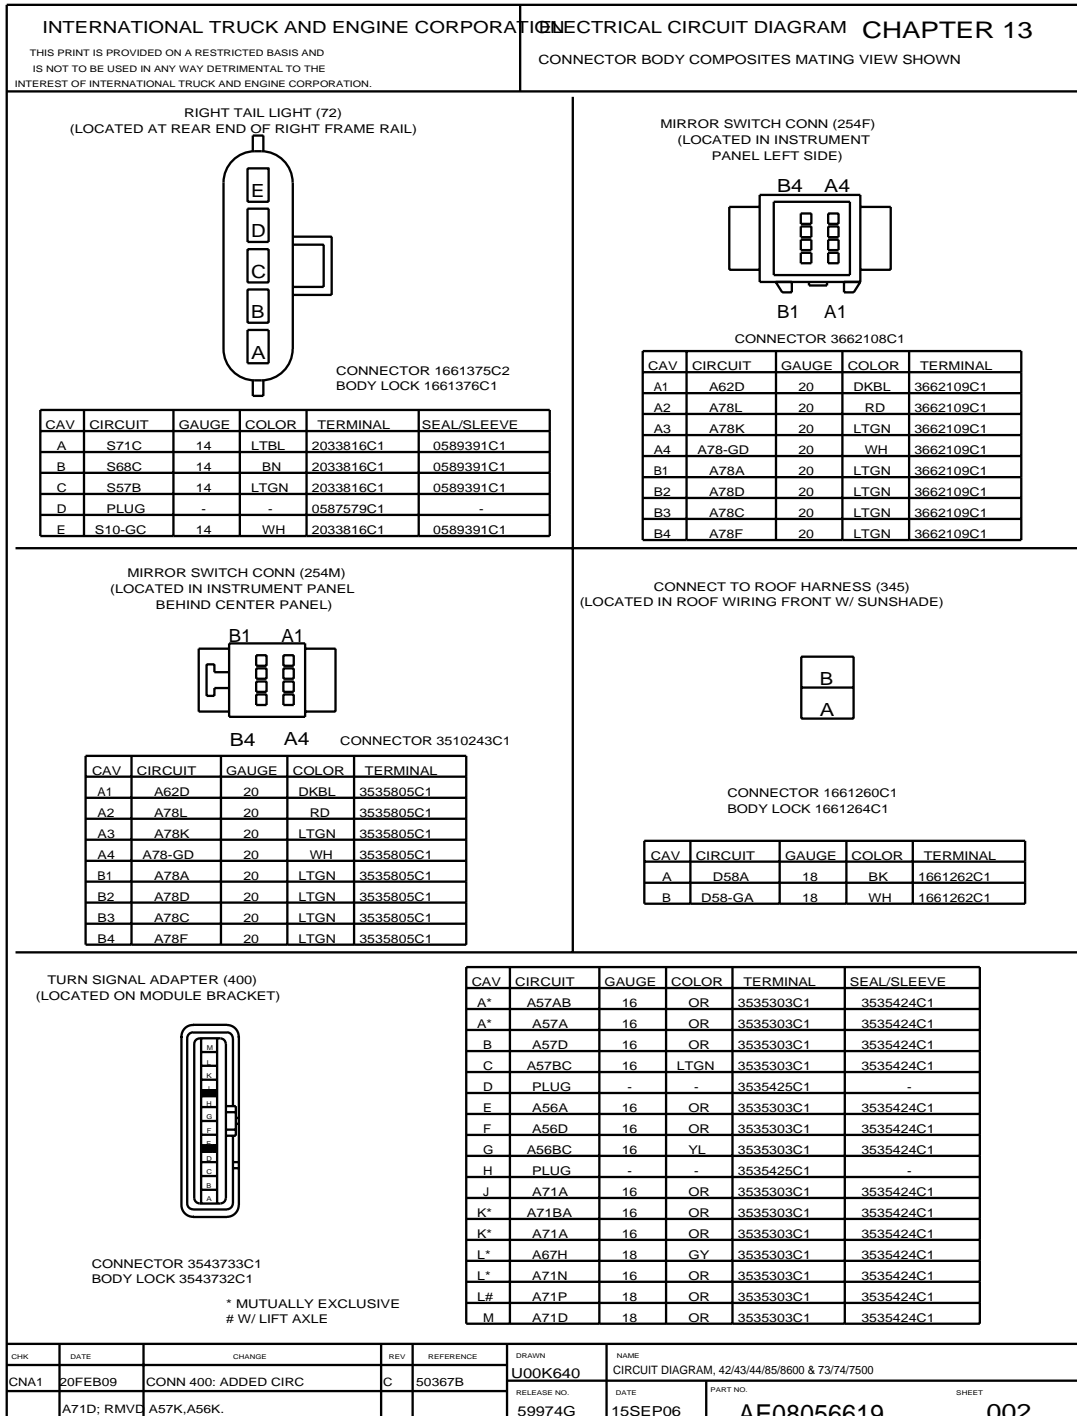 INTERNATIONAL TRUCK AND ENGINE CORPORATION
ELECTRICAL CIRCUIT DIAGRAM CHAPTER 13
THIS PRINT IS PROVIDED ON A RESTRICTED BASIS AND
IS NOT TO BE USED IN ANY WAY DETRIMENTAL TO THE
INTEREST OF INTERNATIONAL TRUCK AND ENGINE CORPORATION.
CONNECTOR BODY COMPOSITES MATING VIEW SHOWN
RIGHT TAIL LIGHT (72)
(LOCATED AT REAR END OF RIGHT FRAME RAIL)
E
D
C
B
A
CONNECTOR 1661375C2
BODY LOCK 1661376C1
CAV CIRCUIT GAUGE COLOR TERMINAL SEAL/SLEEVE
A S71C 14 LTBL 2033816C1 0589391C1
B S68C 14 BN 2033816C1 0589391C1
C S57B 14 LTGN 2033816C1 0589391C1
D PLUG - - 0587579C1 -
E S10-GC 14 WH 2033816C1 0589391C1
MIRROR SWITCH CONN (254F)
(LOCATED IN INSTRUMENT
PANEL LEFT SIDE)
B4 A4
B1 A1
CONNECTOR 3662108C1
CAV CIRCUIT GAUGE COLOR TERMINAL
A1 A62D 20 DKBL 3662109C1
A2 A78L 20 RD 3662109C1
A3 A78K 20 LTGN 3662109C1
A4 A78-GD 20 WH 3662109C1
B1 A78A 20 LTGN 3662109C1
B2 A78D 20 LTGN 3662109C1
B3 A78C 20 LTGN 3662109C1
B4 A78F 20 LTGN 3662109C1
MIRROR SWITCH CONN (254M)
(LOCATED IN INSTRUMENT PANEL
BEHIND CENTER PANEL)
B1 A1
B4 A4
CONNECTOR 3510243C1
CAV CIRCUIT GAUGE COLOR TERMINAL
A1 A62D 20 DKBL 3535805C1
A2 A78L 20 RD 3535805C1
A3 A78K 20 LTGN 3535805C1
A4 A78-GD 20 WH 3535805C1
B1 A78A 20 LTGN 3535805C1
B2 A78D 20 LTGN 3535805C1
B3 A78C 20 LTGN 3535805C1
B4 A78F 20 LTGN 3535805C1
CONNECT TO ROOF HARNESS (345)
(LOCATED IN ROOF WIRING FRONT W/ SUNSHADE)
B
A
CONNECTOR 1661260C1
BODY LOCK 1661264C1
CAV CIRCUIT GAUGE COLOR TERMINAL
A D58A 18 BK 1661262C1
B D58-GA 18 WH 1661262C1
TURN SIGNAL ADAPTER (400)
(LOCATED ON MODULE BRACKET)
M
L
K
H
G
F
D
C
B
A
CONNECTOR 3543733C1
BODY LOCK 3543732C1
* MUTUALLY EXCLUSIVE
# W/ LIFT AXLE
CAV CIRCUIT GAUGE COLOR TERMINAL SEAL/SLEEVE
A* A57AB 16 OR 3535303C1 3535424C1
A* A57A 16 OR 3535303C1 3535424C1
B A57D 16 OR 3535303C1 3535424C1
C A57BC 16 LTGN 3535303C1 3535424C1
D PLUG - - 3535425C1 -
E A56A 16 OR 3535303C1 3535424C1
F A56D 16 OR 3535303C1 3535424C1
G A56BC 16 YL 3535303C1 3535424C1
H PLUG - - 3535425C1 -
J A71A 16 OR 3535303C1 3535424C1
K* A71BA 16 OR 3535303C1 3535424C1
K* A71A 16 OR 3535303C1 3535424C1
L* A67H 18 GY 3535303C1 3535424C1
L* A71N 16 OR 3535303C1 3535424C1
L# A71P 18 OR 3535303C1 3535424C1
M A71D 18 OR 3535303C1 3535424C1
CHK DATE CHANGE REV REFERENCE
CNA1 20FEB09 CONN 400: ADDED CIRC C 50367B
A71D; RMVD A57K,A56K.
DRAWN
U00K640
NAME
CIRCUIT DIAGRAM, 42/43/44/85/8600 & 73/74/7500
RELEASE NO.
59974G
DATE
15SEP06
PART NO.
AE08056619
SHEET
002